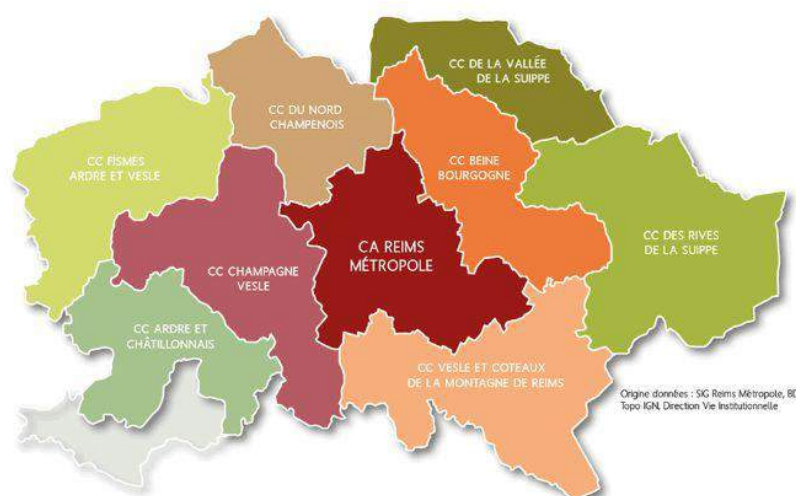 CC DE LA VALLÉE
DE LA SUIPPE
CC DU NORD
CHAMPENOIS
CC FISMES
ARDRE ET VESLE
CC BEINE
BOURGOGNE
CC DES RIVES
DE LA SUIPPE
CA REIMS
MÉTROPOLE
CC CHAMPAGNE
VESLE
CC ARDRE ET
CHÂTILLONNAIS
CC VESLE ET COTEAUX
DE LA MONTAGNE DE REIMS
Origine données : SIG Reims Métropole, BD
Topo IGN, Direction Vie Institutionnelle